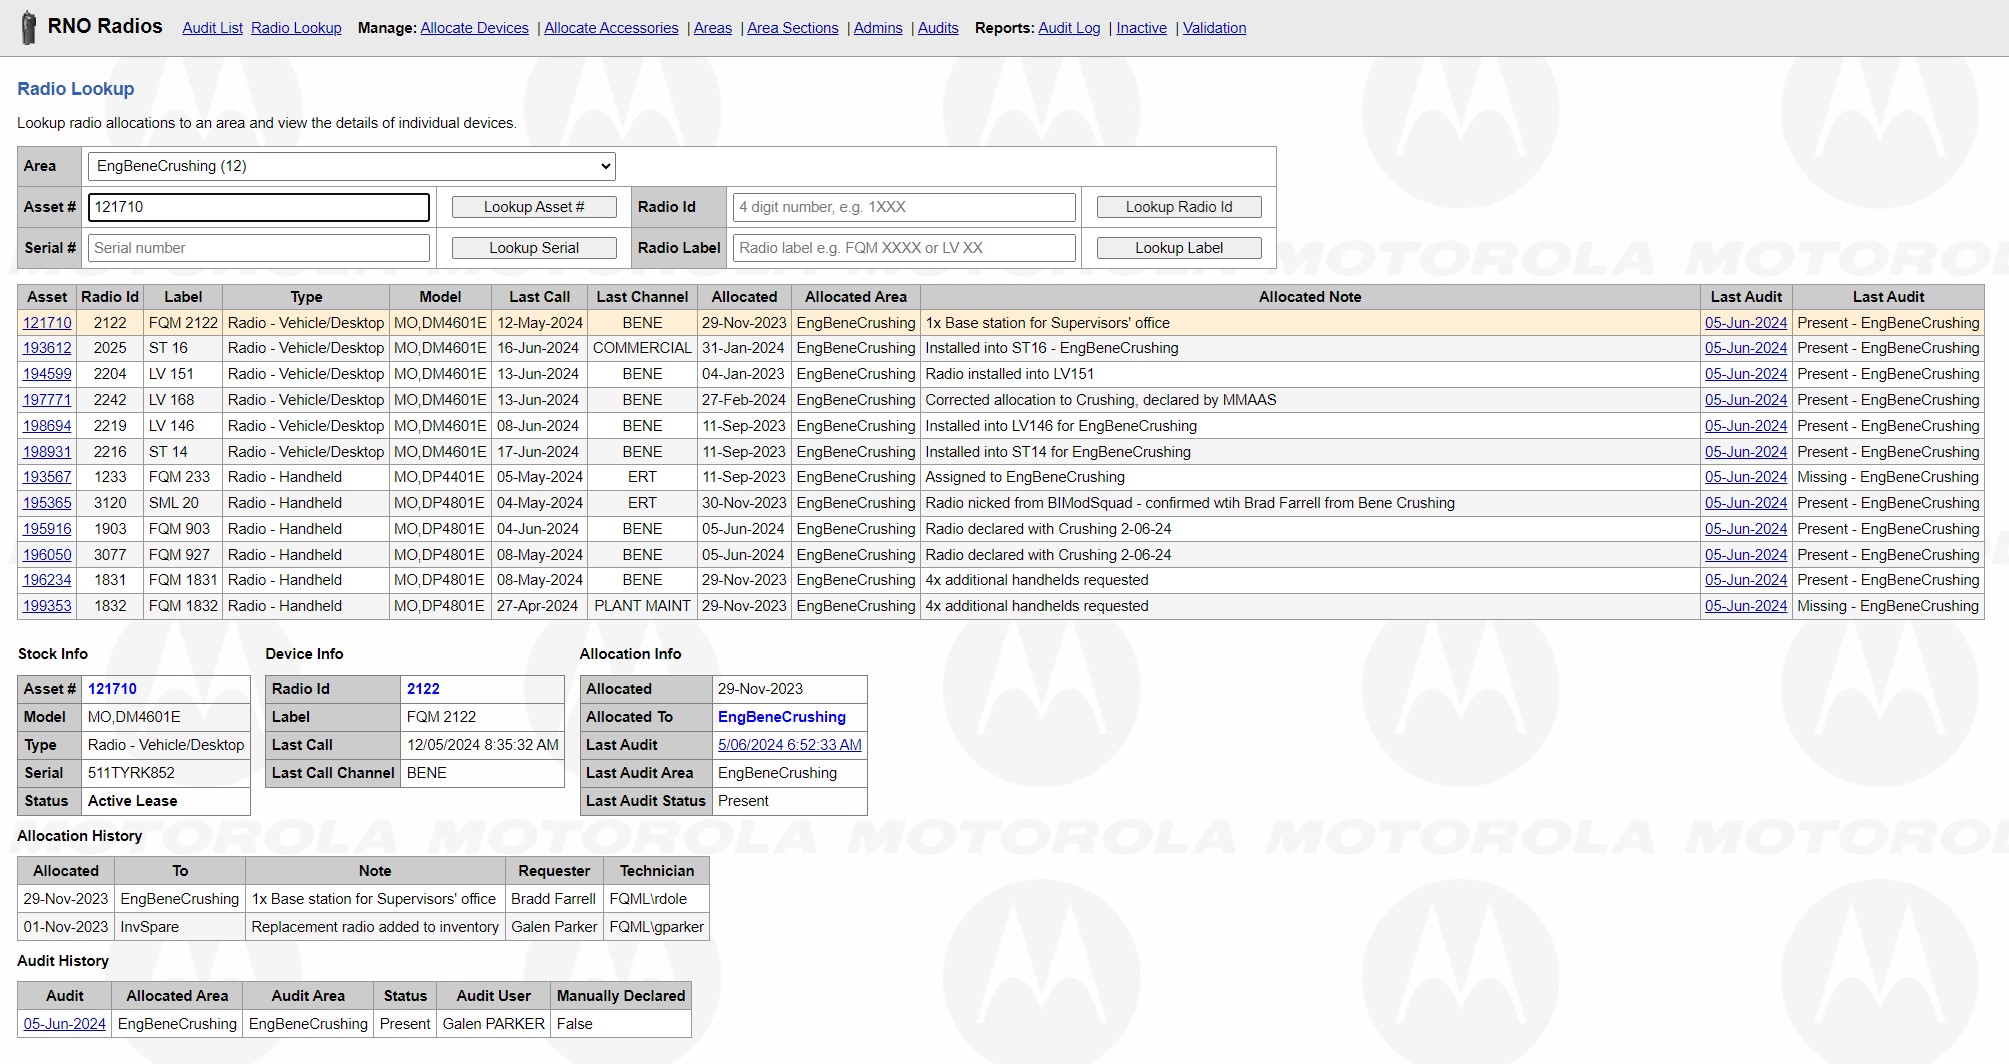 RNO Radios Audit List Radio Lookup Manage: Allocate Devices | Allocate Accessories | Areas | Area Sections | Admins | Audits Reports: Audit Log | Inactive | Validation
Radio Lookup
Lookup radio allocations to an area and view the details of individual devices.
Area EngBeneCrushing (12)
Asset # 121710 Lookup Asset # Radio Id 4 digit number, e.g. 1XXX Lookup Radio Id
Serial # Serial number Lookup Serial Radio Label Radio label e.g. FQM XXXX or LV XX Lookup Label
MOTOROLA MOTOROLA MOTOROLA MOTOROLA MOTOROLA
Asset Radio Id Label Type Model Last Call Last Channel Allocated Allocated Area Allocated Note Last Audit Last Audit
121710 2122 FQM 2122 Radio - Vehicle/Desktop MO,DM4601E 12-May-2024 BENE 29-Nov-2023 EngBeneCrushing 1x Base station for Supervisors' office 05-Jun-2024 Present - EngBeneCrushing
193612 2025 ST 16 Radio - Vehicle/Desktop MO,DM4601E 16-Jun-2024 COMMERCIAL 31-Jan-2024 EngBeneCrushing Installed into ST16 - EngBeneCrushing 05-Jun-2024 Present - EngBeneCrushing
194599 2204 LV 151 Radio - Vehicle/Desktop MO,DM4601E 13-Jun-2024 BENE 04-Jan-2023 EngBeneCrushing Radio installed into LV151 05-Jun-2024 Present - EngBeneCrushing
197771 2242 LV 168 Radio - Vehicle/Desktop MO,DM4601E 13-Jun-2024 BENE 27-Feb-2024 EngBeneCrushing Corrected allocation to Crushing, declared by MMAAS 05-Jun-2024 Present - EngBeneCrushing
198694 2219 LV 146 Radio - Vehicle/Desktop MO,DM4601E 08-Jun-2024 BENE 11-Sep-2023 EngBeneCrushing Installed into LV146 for EngBeneCrushing 05-Jun-2024 Present - EngBeneCrushing
198931 2216 ST 14 Radio - Vehicle/Desktop MO,DM4601E 17-Jun-2024 BENE 11-Sep-2023 EngBeneCrushing Installed into ST14 for EngBeneCrushing 05-Jun-2024 Present - EngBeneCrushing
193567 1233 FQM 233 Radio - Handheld MO,DP4401E 05-May-2024 ERT 11-Sep-2023 EngBeneCrushing Assigned to EngBeneCrushing 05-Jun-2024 Missing - EngBeneCrushing
195365 3120 SML 20 Radio - Handheld MO,DP4801E 04-May-2024 ERT 30-Nov-2023 EngBeneCrushing Radio nicked from BIModSquad - confirmed wtih Brad Farrell from Bene Crushing 05-Jun-2024 Present - EngBeneCrushing
195916 1903 FQM 903 Radio - Handheld MO,DP4801E 04-Jun-2024 BENE 05-Jun-2024 EngBeneCrushing Radio declared with Crushing 2-06-24 05-Jun-2024 Present - EngBeneCrushing
196050 3077 FQM 927 Radio - Handheld MO,DP4801E 08-May-2024 BENE 05-Jun-2024 EngBeneCrushing Radio declared with Crushing 2-06-24 05-Jun-2024 Present - EngBeneCrushing
196234 1831 FQM 1831 Radio - Handheld MO,DP4801E 08-May-2024 BENE 29-Nov-2023 EngBeneCrushing 4x additional handhelds requested 05-Jun-2024 Present - EngBeneCrushing
199353 1832 FQM 1832 Radio - Handheld MO,DP4801E 27-Apr-2024 PLANT MAINT 29-Nov-2023 EngBeneCrushing 4x additional handhelds requested 05-Jun-2024 Missing - EngBeneCrushing
Stock Info Device Info Allocation Info
Asset # 121710 Radio Id 2122 Allocated 29-Nov-2023
Model MO,DM4601E Label FQM 2122 Allocated To EngBeneCrushing
Type Radio - Vehicle/Desktop Last Call 12/05/2024 8:35:32 AM Last Audit 5/06/2024 6:52:33 AM
Serial 511TYRK852 Last Call Channel BENE Last Audit Area EngBeneCrushing
Status Active Lease Last Audit Status Present
MOTOROLA MOTOROLA MOTOROLA MOTOROLA MOTOROLA
Allocation History
Allocated To Note Requester Technician
29-Nov-2023 EngBeneCrushing 1x Base station for Supervisors' office Bradd Farrell FQML\rdole
01-Nov-2023 InvSpare Replacement radio added to inventory Galen Parker FQML\gparker
Audit History
Audit Allocated Area Audit Area Status Audit User Manually Declared
05-Jun-2024 EngBeneCrushing EngBeneCrushing Present Galen PARKER False